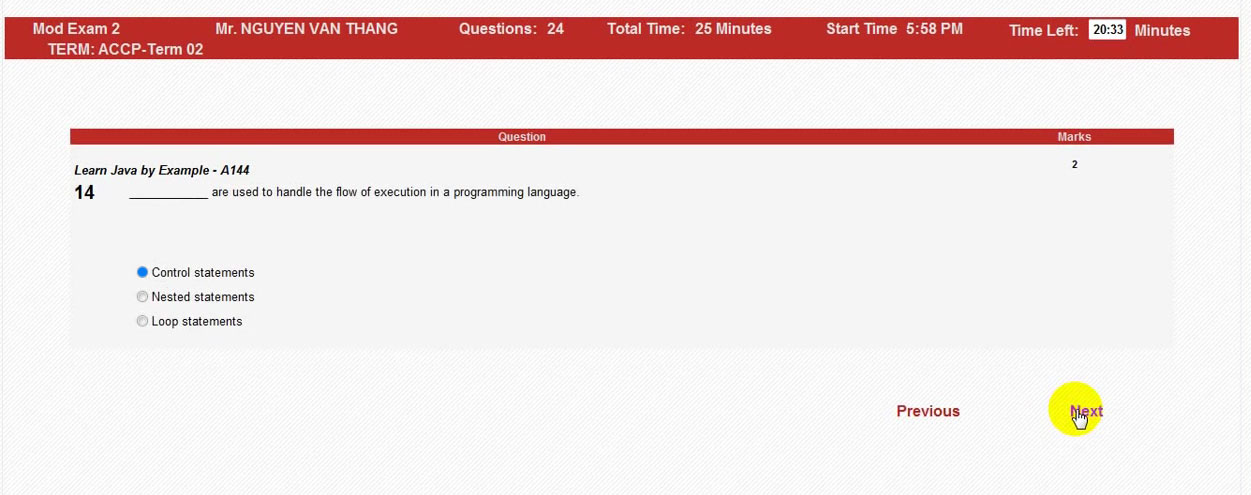 Mod Exam 2 Mr. NGUYEN VAN THANG Questions: 24 Total Time: 25 Minutes Start Time 5:58 PM Time Left: 20:33 Minutes
TERM: ACCP-Term 02
Question Marks
Learn Java by Example - A144 2
14 ____________ are used to handle the flow of execution in a programming language.
Control statements
Nested statements
Loop statements
Previous Next